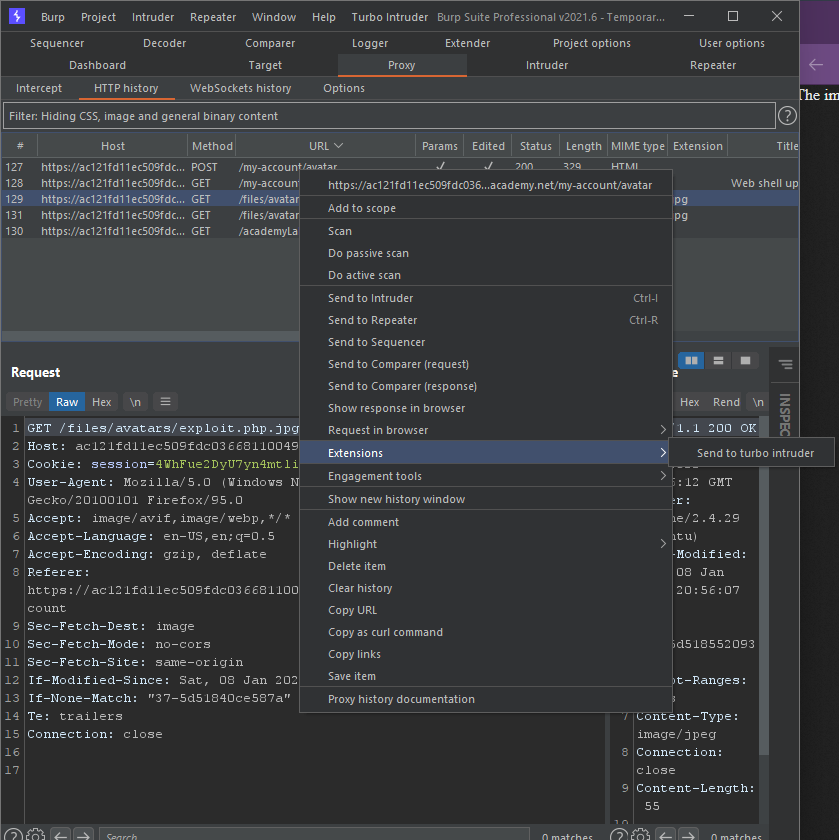 Burp Project Intruder Repeater Window Help Turbo Intruder Burp Suite Professional v2021.6 - Temporar...
Sequencer Decoder Comparer Logger Extender Project options User options
Dashboard Target Proxy Intruder Repeater
Intercept HTTP history WebSockets history Options
The im
Filter: Hiding CSS, image and general binary content ?
# Host Method URL Params Edited Status Length MIME type Extension Title
127 https://ac121fd11ec509fdc... POST /my-account/avatar ✓ ✓ 200 329 HTML
128 https://ac121fd11ec509fdc... GET /my-account Web shell up
129 https://ac121fd11ec509fdc... GET /files/avatar pg
131 https://ac121fd11ec509fdc... GET /files/avatar pg
130 https://ac121fd11ec509fdc... GET /academyLa
https://ac121fd11ec509fdc036...academy.net/my-account/avatar
Add to scope
Scan
Do passive scan
Do active scan
Send to Intruder Ctrl-I
Send to Repeater Ctrl-R
Send to Sequencer
Send to Comparer (request)
Send to Comparer (response)
Show response in browser
Request in browser
Extensions
Send to turbo intruder
Engagement tools
Show new history window
Add comment
Highlight
Delete item
Clear history
Copy URL
Copy as curl command
Copy links
Save item
Proxy history documentation
Request
Pretty Raw Hex \n
1 GET /files/avatars/exploit.php.jpg
2 Host: ac121fd11ec509fdc03668110049
3 Cookie: session=4WhFue2DyU7yn4mtli
4 User-Agent: Mozilla/5.0 (Windows N
Gecko/20100101 Firefox/95.0
5 Accept: image/avif,image/webp,*/*
6 Accept-Language: en-US,en;q=0.5
7 Accept-Encoding: gzip, deflate
8 Referer:
https://ac121fd11ec509fdc03668110
count
9 Sec-Fetch-Dest: image
10 Sec-Fetch-Mode: no-cors
11 Sec-Fetch-Site: same-origin
12 If-Modified-Since: Sat, 08 Jan 202
13 If-None-Match: "37-5d51840ce587a"
14 Te: trailers
15 Connection: close
16
17
e
Hex Rend \n
INSPEC
/1.1 200 OK
6:12 GMT
er:
he/2.4.29
ntu)
-Modified:
08 Jan
20:56:07
5d518552093
t-Ranges:
s
7 Content-Type:
image/jpeg
8 Connection:
close
9 Content-Length:
55
10
? Search... 0 matches
? 0 matches